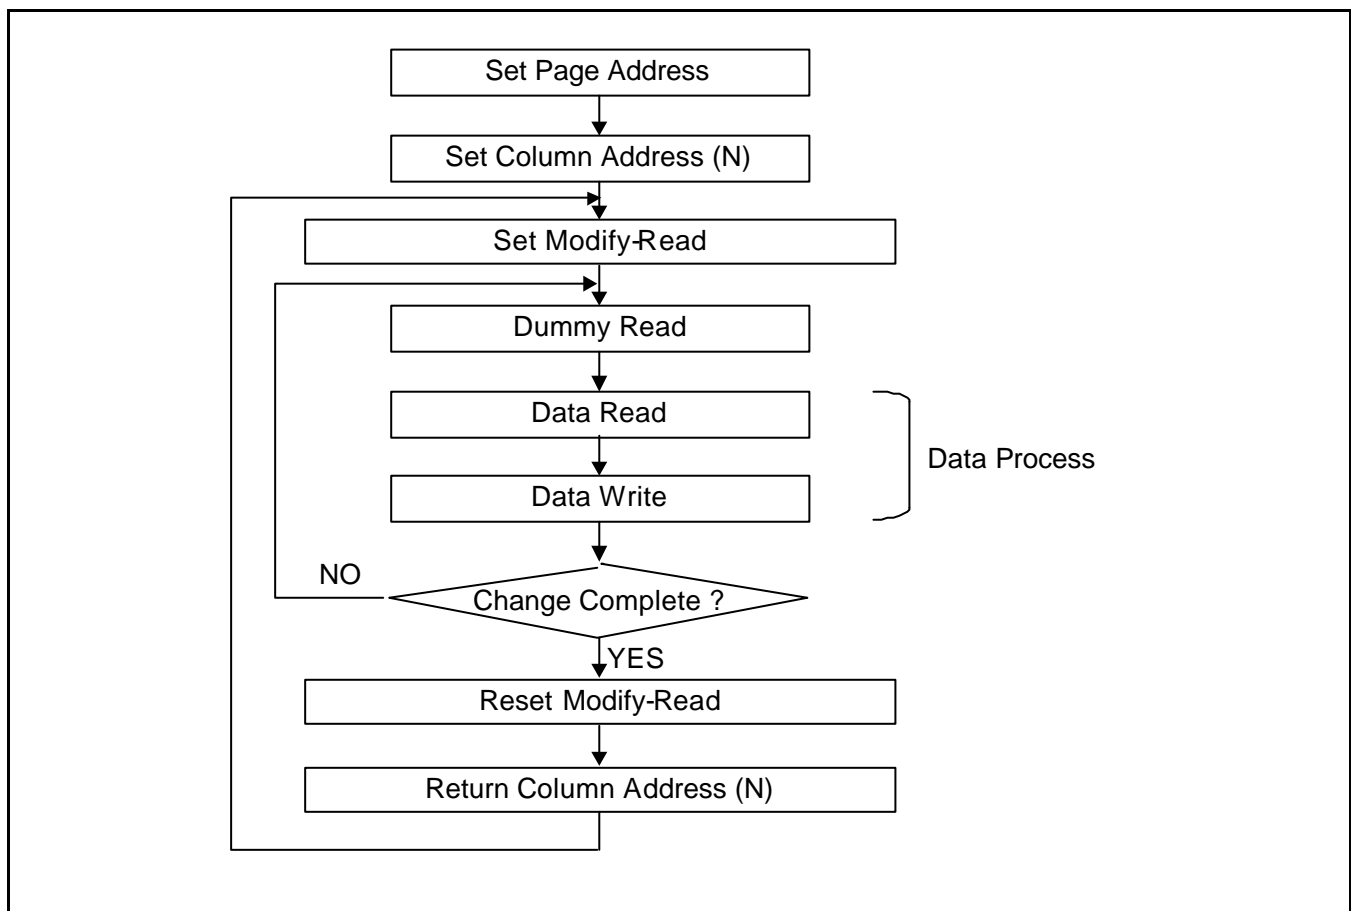 Set Page Address
Set Column Address (N)
Set Modify-Read
Dummy Read
Data Read
Data Process
Data Write
Change Complete ?
NO
YES
Reset Modify-Read
Return Column Address (N)